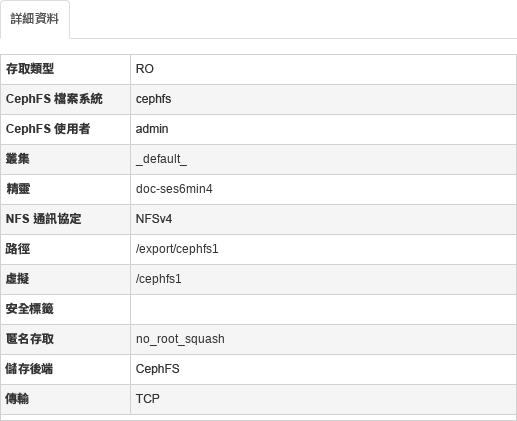 詳細資料
存取類型 RO
CephFS 檔案系統 cephfs
CephFS 使用者 admin
叢集 _default_
精靈 doc-ses6min4
NFS 通訊協定 NFSv4
路徑 /export/cephfs1
虛擬 /cephfs1
安全標籤
匿名存取 no_root_squash
儲存後端 CephFS
傳輸 TCP